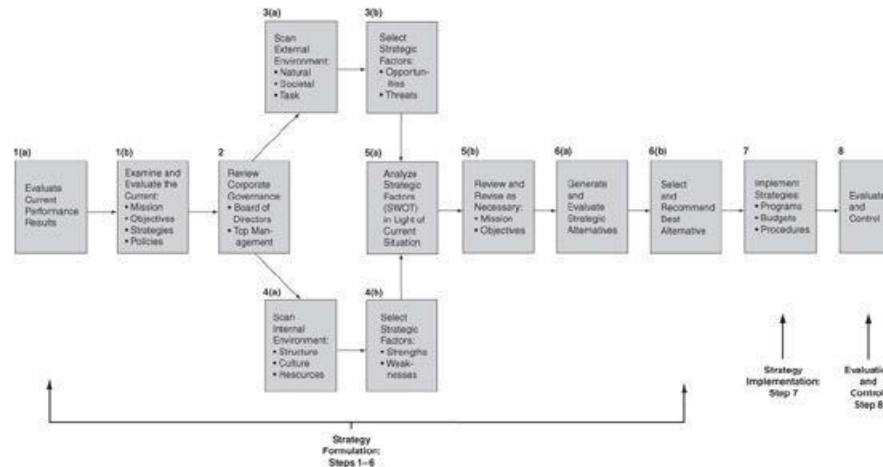 3(a)
Scan
External
Environment:
• Natural
• Societal
• Task
3(b)
Select
Strategic
Factors:
• Opportun-
ities
• Threats
1(a)
Evaluate
Current
Performance
Results
1(b)
Examine and
Evaluate the
Current:
• Mission
• Objectives
• Strategies
• Policies
2
Review
Corporate
Governance:
• Board of
Directors
• Top Man-
agement
5(a)
Analyze
Strategic
Factors
(SWOT)
in Light of
Current
Situation
5(b)
Review and
Revise as
Necessary:
• Mission
• Objectives
6(a)
Generate
and
Evaluate
Strategic
Alternatives
6(b)
Select
and
Recommend
Best
Alternative
7
Implement
Strategies:
• Programs
• Budgets
• Procedures
8
Evaluate
and
Control
4(a)
Scan
Internal
Environment:
• Structure
• Culture
• Resources
4(b)
Select
Strategic
Factors:
• Strengths
• Weak-
nesses
Strategy
Implementation:
Step 7
Evaluation
and
Control:
Step 8
Strategy
Formulation:
Steps 1–6